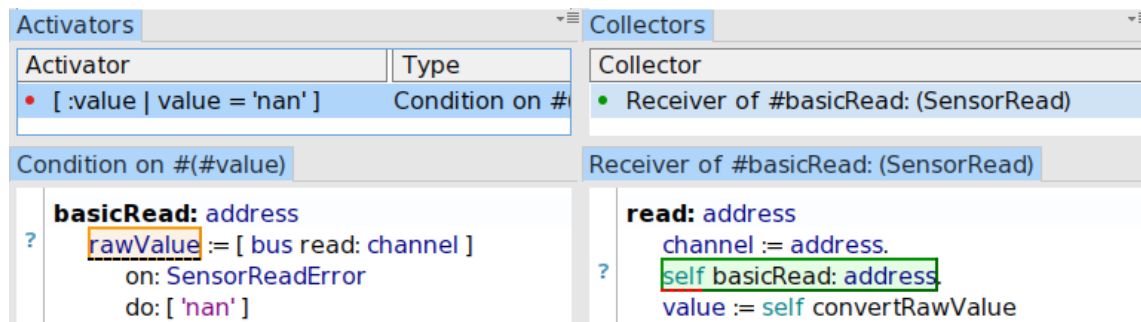 Activators
Activator Type
[ :value | value = 'nan' ] Condition on #(
Condition on #(#value)
basicRead: address
? rawValue := [ bus read: channel ]
on: SensorReadError
do: [ 'nan' ]
Collectors
Collector
Receiver of #basicRead: (SensorRead)
Receiver of #basicRead: (SensorRead)
read: address
channel := address.
? self basicRead: address.
value := self convertRawValue